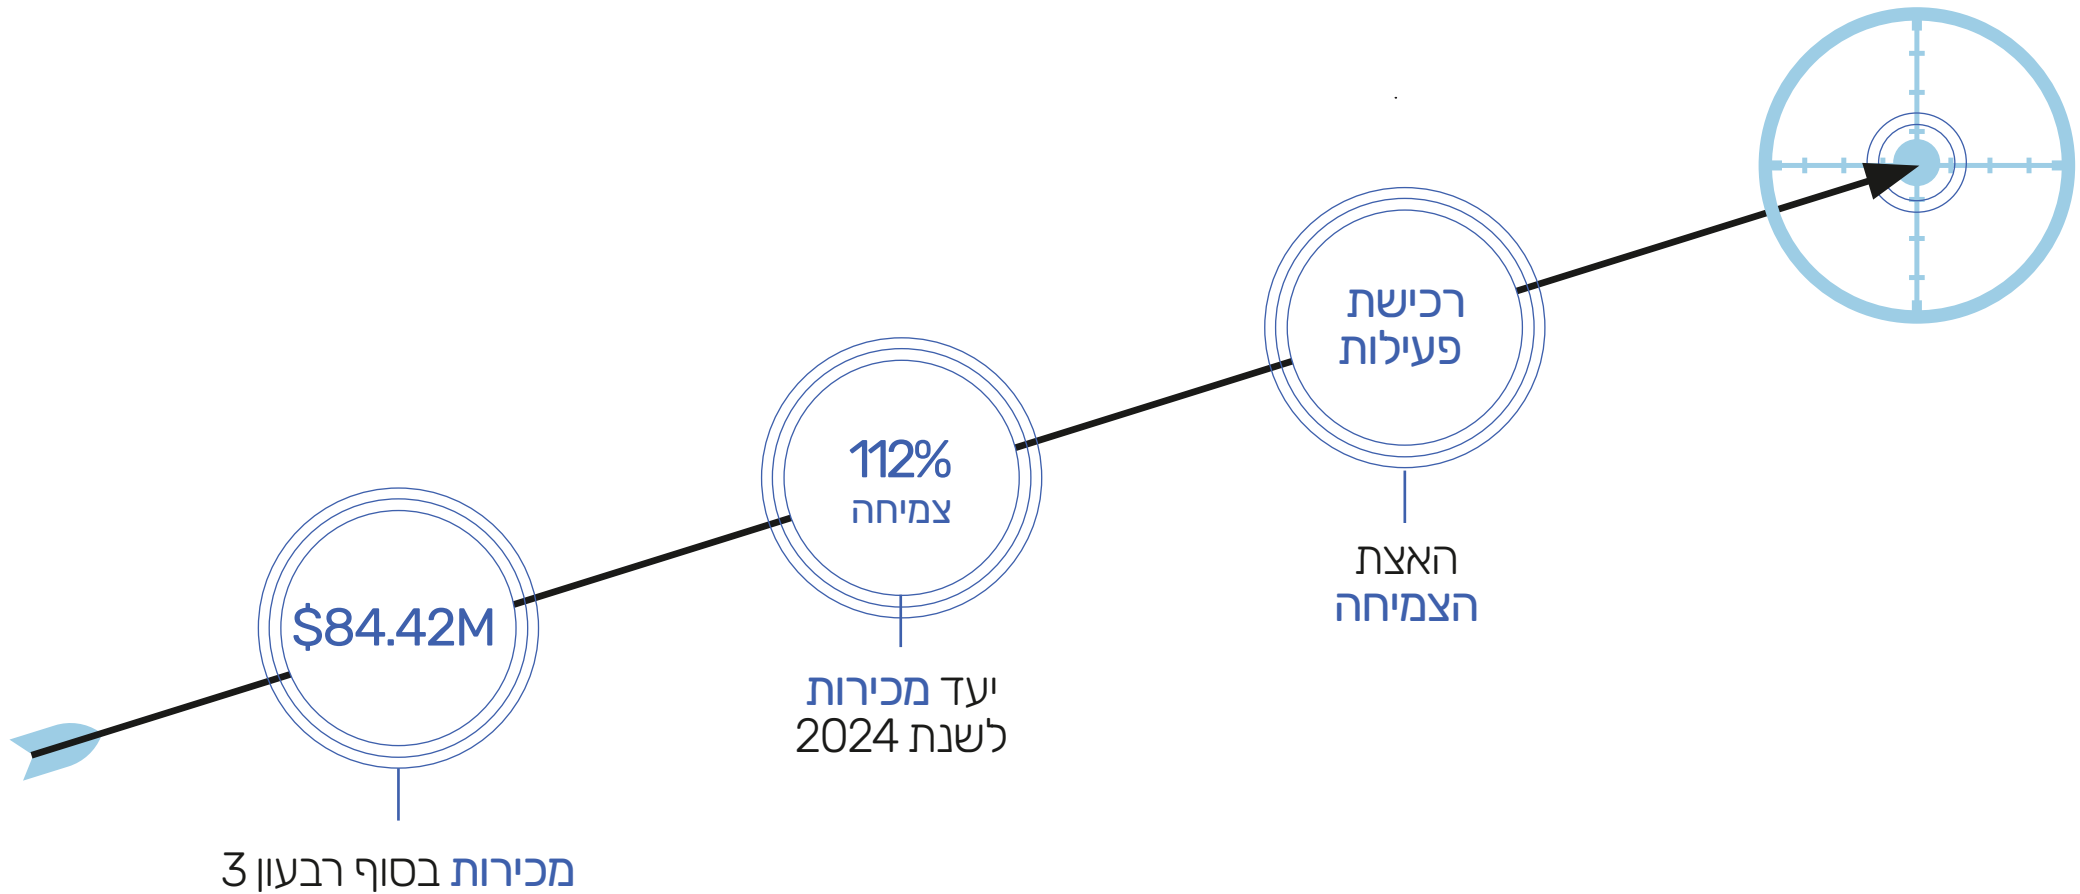 $84.42M
מכירות בסוף רבעון 3
112%
צמיחה
יעד מכירות
לשנת 2024
רכישת
פעילות
האצת
הצמיחה